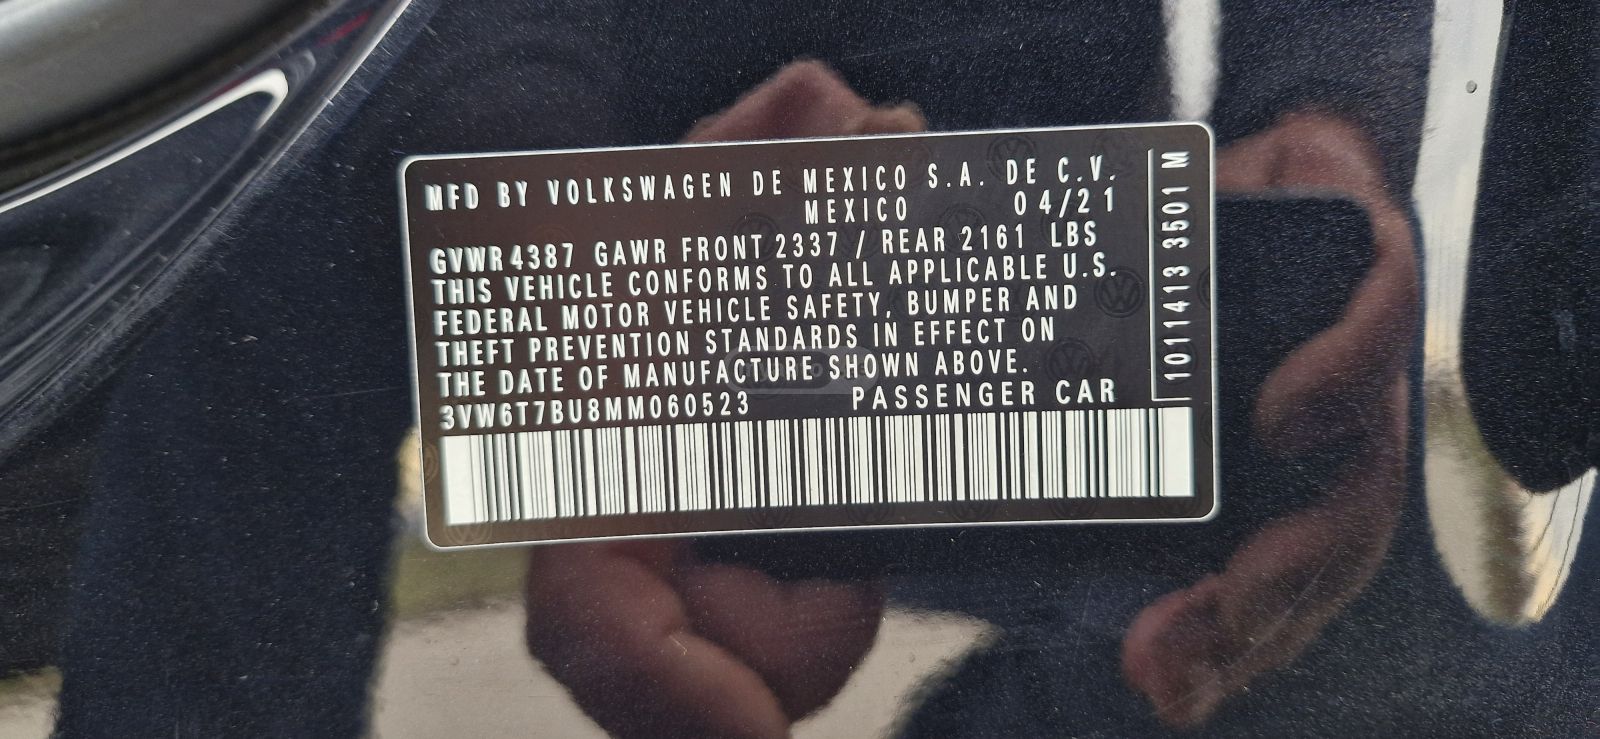 MFD BY VOLKSWAGEN DE MEXICO S.A. DE C.V.
MEXICO 04/21
GVWR 4387 GAWR FRONT 2337 / REAR 2161 LBS
THIS VEHICLE CONFORMS TO ALL APPLICABLE U.S.
FEDERAL MOTOR VEHICLE SAFETY, BUMPER AND
THEFT PREVENTION STANDARDS IN EFFECT ON
THE DATE OF MANUFACTURE SHOWN ABOVE.
3VW6T7BU8MM060523 PASSENGER CAR
1011413 3501 M